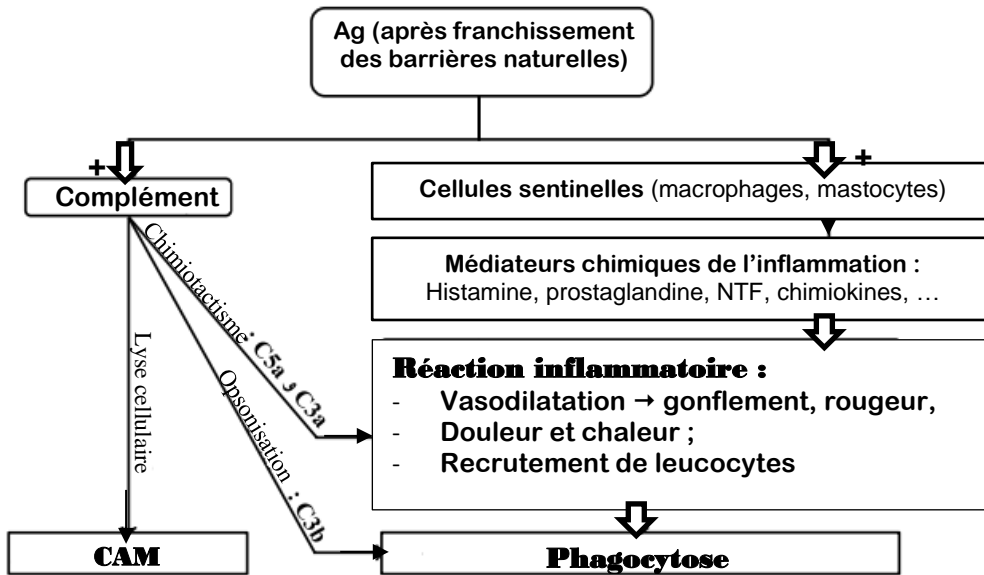 Ag (après franchissement
des barrières naturelles)
+
+
Complément
Cellules sentinelles (macrophages, mastocytes)
Médiateurs chimiques de l’inflammation :
Histamine, prostaglandine, NTF, chimiokines, …
Chimiotactisme : C5a , C3a
Opsonisation : C3b
Lyse cellulaire
Réaction inflammatoire :
- Vasodilatation → gonflement, rougeur,
- Douleur et chaleur ;
- Recrutement de leucocytes
CAM
Phagocytose